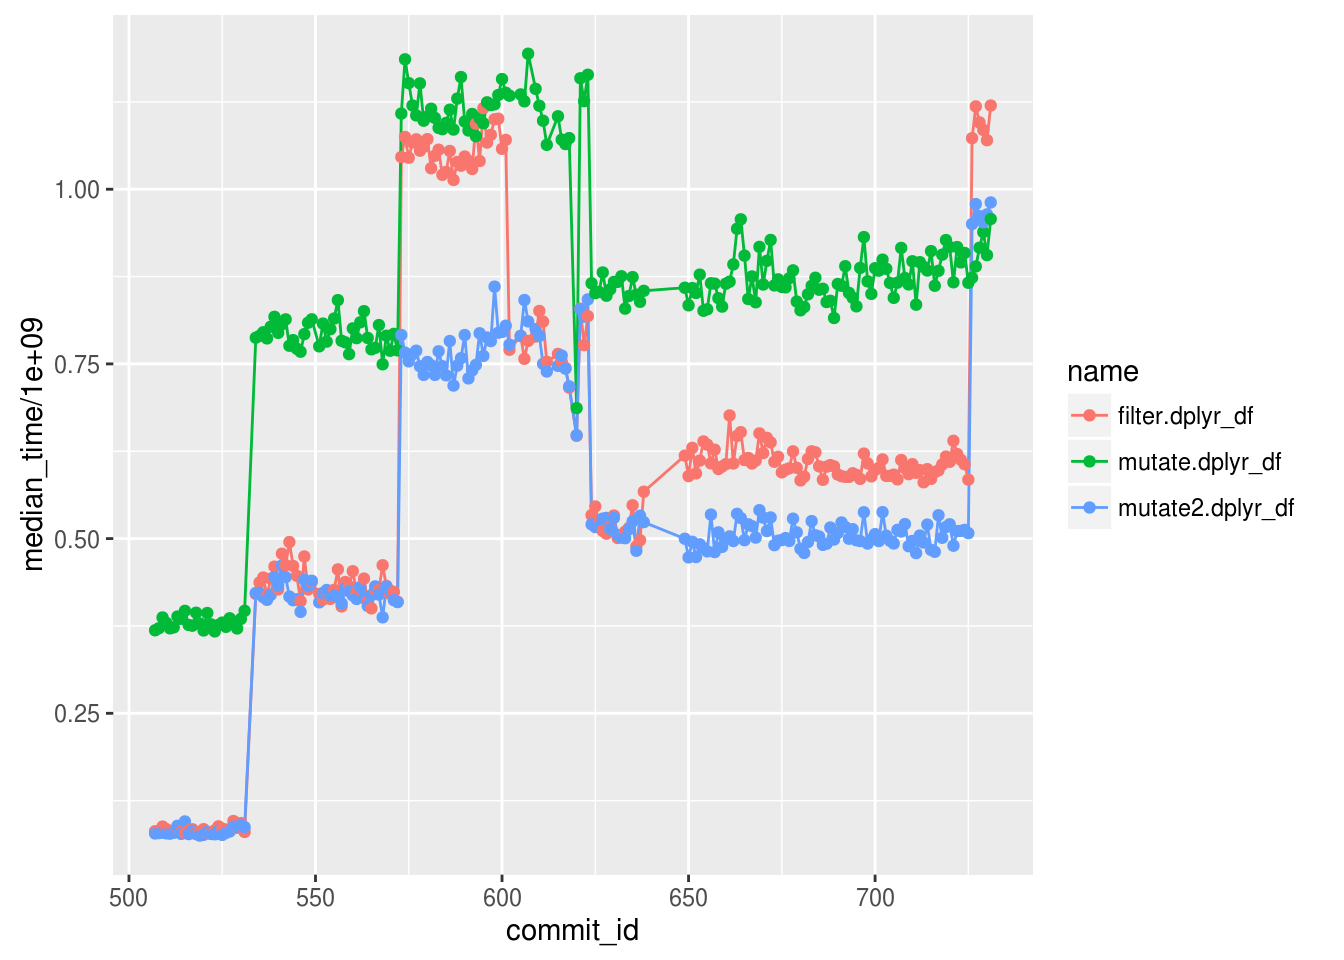 median_time/1e+09
1.00
0.75
0.50
0.25
500
550
600
650
700
commit_id
name
filter.dplyr_df
mutate.dplyr_df
mutate2.dplyr_df